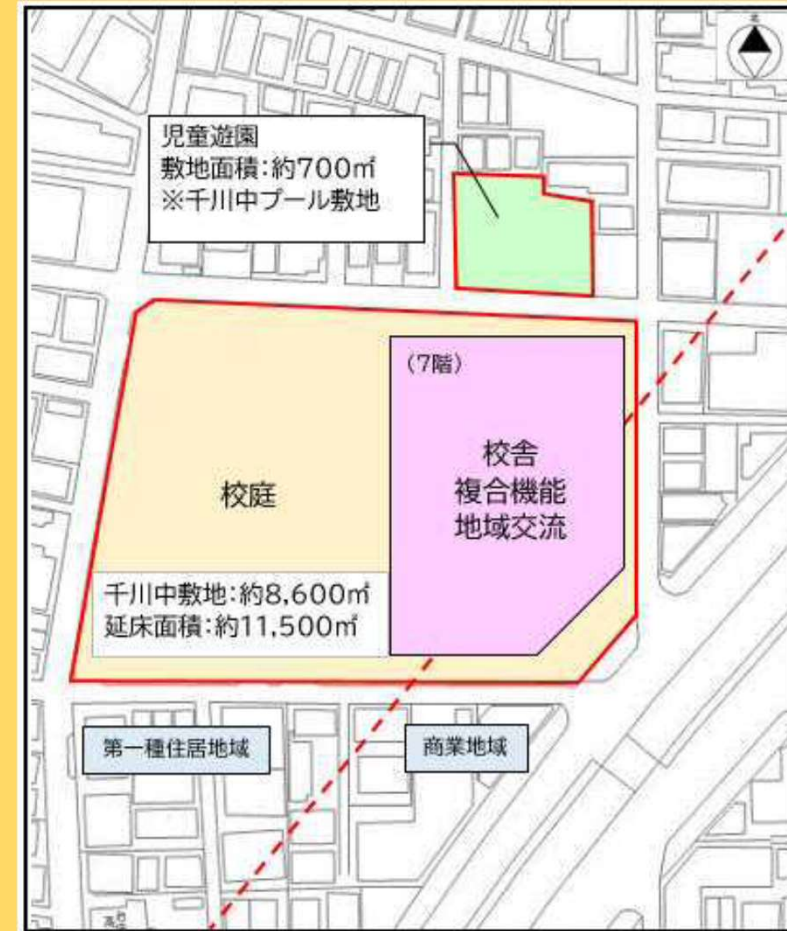 北
児童遊園
敷地面積：約700㎡
※千川中プール敷地
（7階）
校舎
複合機能
地域交流
校庭
千川中敷地：約8,600㎡
延床面積：約11,500㎡
第一種住居地域
商業地域